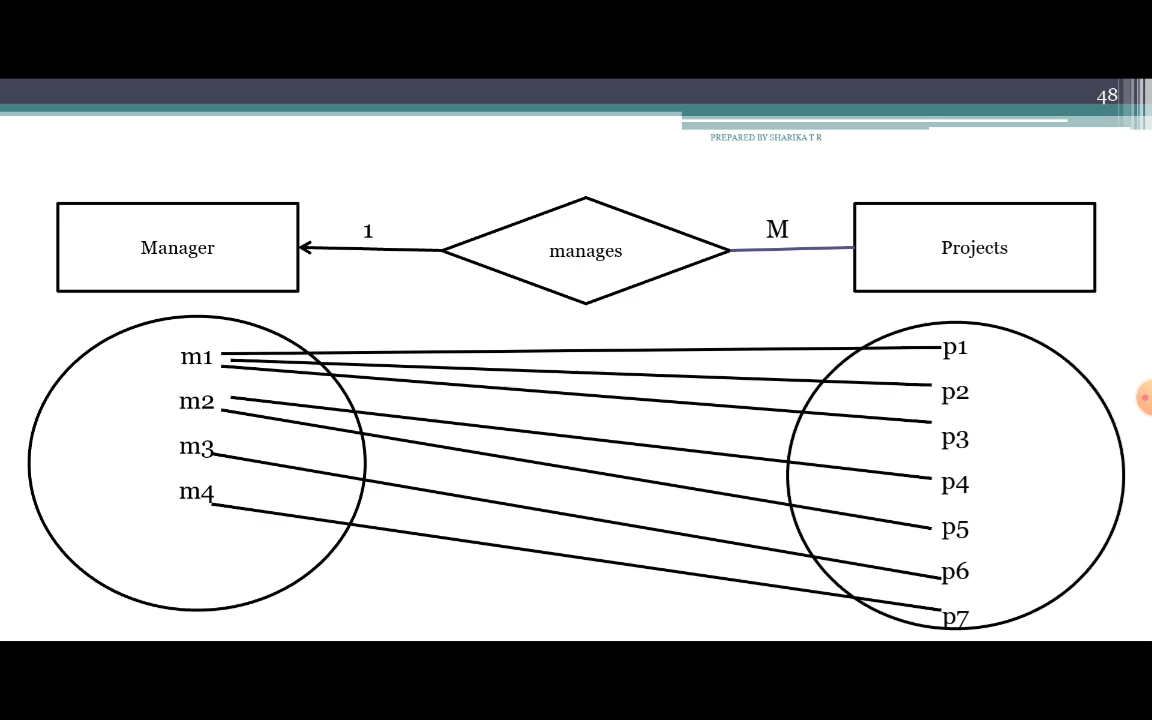 48
PREPARED BY SHARIKA T R
1
M
Manager
manages
Projects
m1
m2
m3
m4
p1
p2
p3
p4
p5
p6
p7